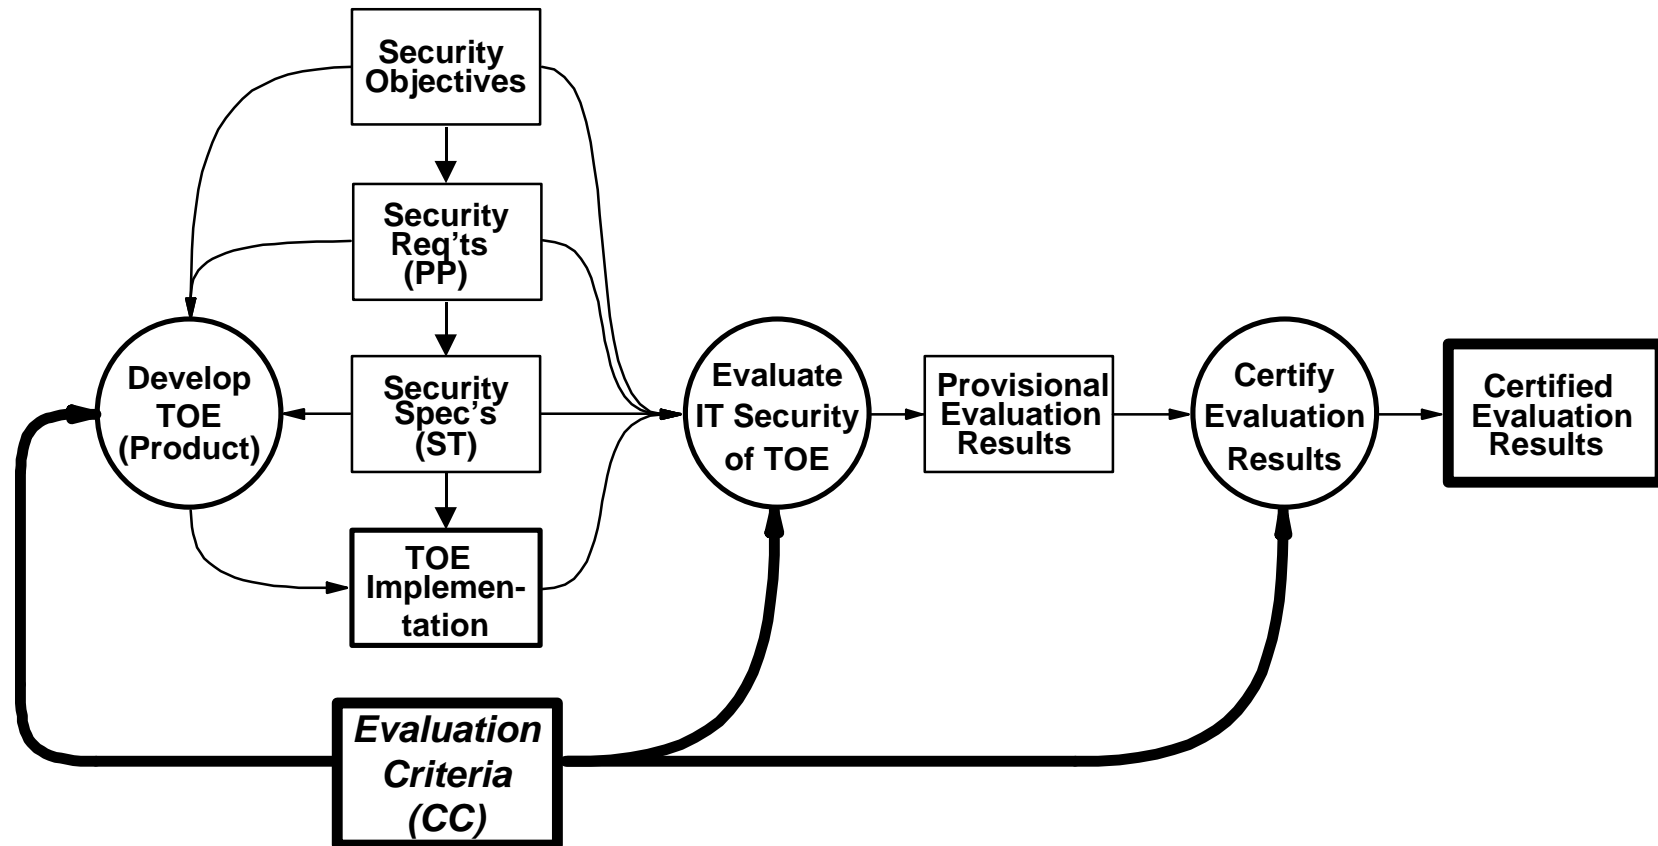 Security
Objectives
Security
Req'ts
(PP)
Develop
TOE
(Product)
Security
Spec's
(ST)
Evaluate
IT Security
of TOE
Provisional
Evaluation
Results
Certify
Evaluation
Results
Certified
Evaluation
Results
TOE
Implemen-
tation
Evaluation
Criteria
(CC)